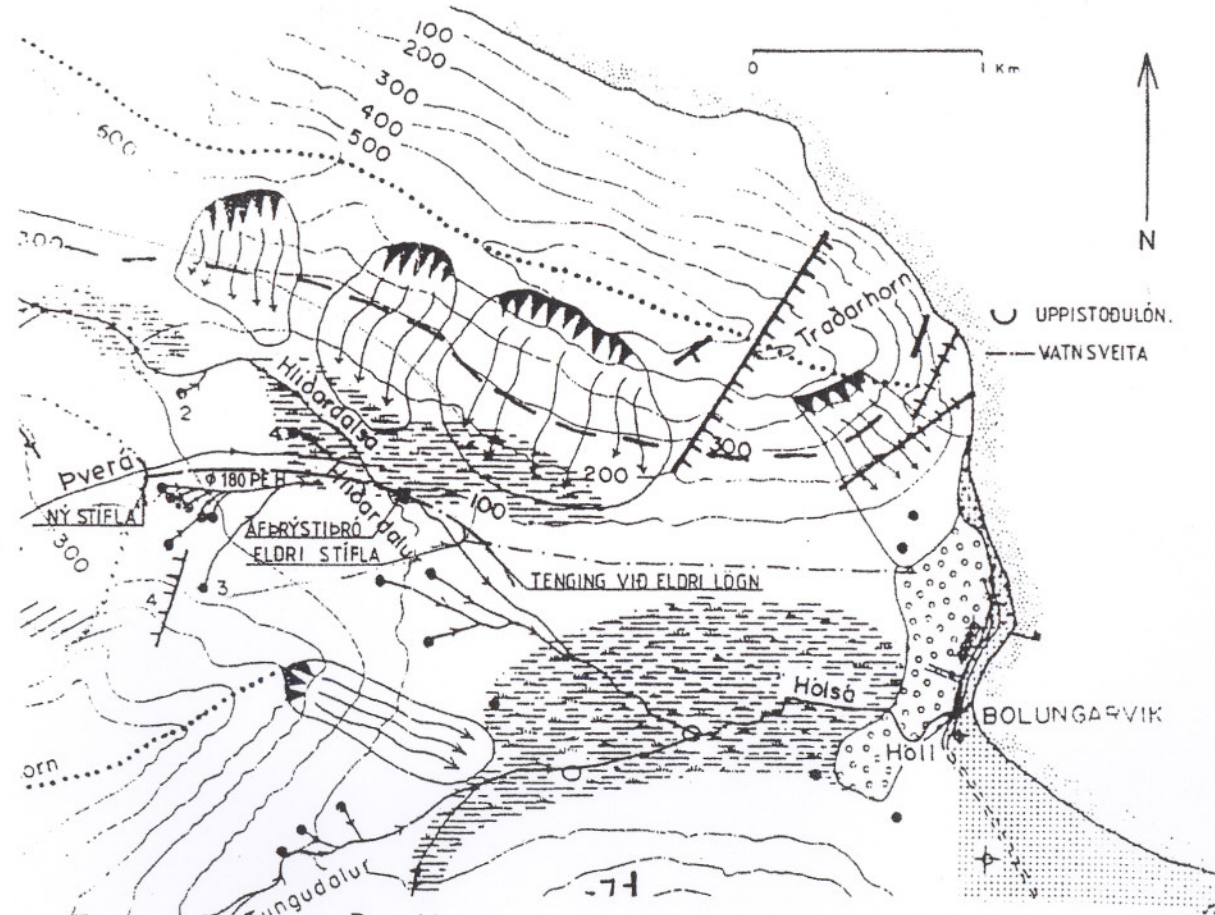 100
200
300
400
500
600
0
1 Km
N
300
Traðarhorn
UPPISTOÐULÓN.
VATNSVEITA
2
Hlíðardalsá
4
300
200
Þverá
Φ 180 PEH
Hlíðardalur
100
NÝ STÍFLA
AFÞRÝSTIÞRÓ
ELDRI STÍFLA
300
TENGING VIÐ ELDRI LÖGN
4
3
Hólsá
BOLUNGARVIK
Hóll
orn
Tungudalur